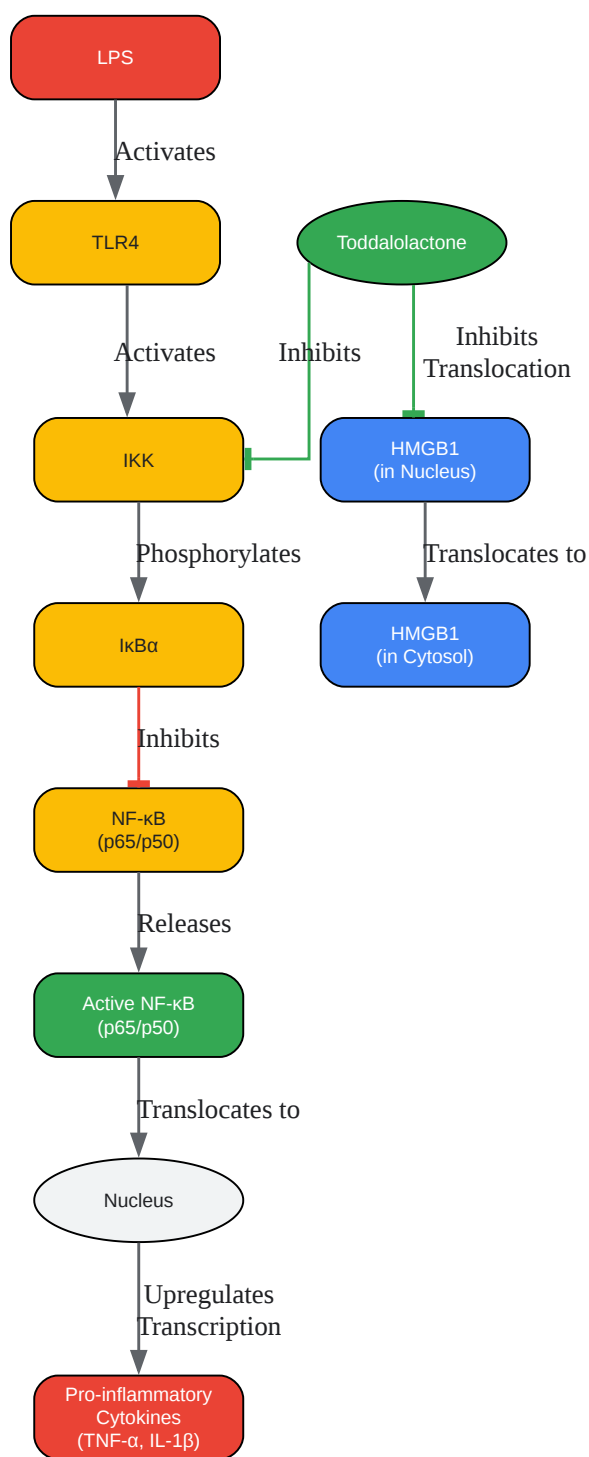 LPS
Activates
TLR4
Toddalolactone
Activates
Inhibits
Inhibits
Translocation
IKK
HMGB1
(in Nucleus)
Phosphorylates
Translocates to
IκBα
HMGB1
(in Cytosol)
Inhibits
NF-κB
(p65/p50)
Releases
Active NF-κB
(p65/p50)
Translocates to
Nucleus
Upregulates
Transcription
Pro-inflammatory
Cytokines
(TNF-α, IL-1β)